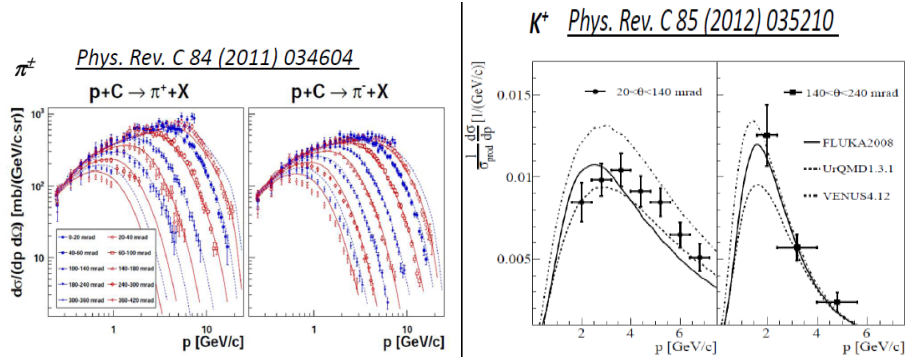 π±
Phys. Rev. C 84 (2011) 034604
p+C → π⁺+X
p+C → π⁻+X
dσ/(dp dΩ) [mb/(GeV/c·sr)]
10³
10²
10
0-20 mrad
20-40 mrad
40-60 mrad
60-100 mrad
100-140 mrad
140-180 mrad
180-240 mrad
240-300 mrad
300-360 mrad
360-420 mrad
1
10
1
10
p [GeV/c]
p [GeV/c]
K⁺
Phys. Rev. C 85 (2012) 035210
1/σprod dσ/dp [1/(GeV/c)]
0.015
0.01
0.005
20<θ<140 mrad
140<θ<240 mrad
FLUKA2008
UrQMD1.3.1
VENUS4.12
2
4
6
2
4
6
p [GeV/c]
p [GeV/c]